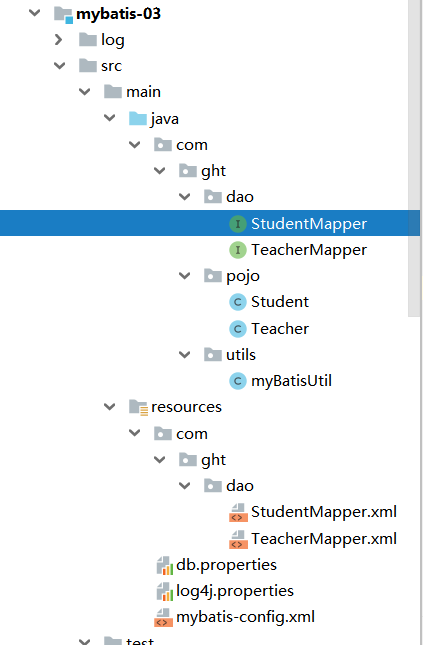 mybatis-03
log
src
main
java
com
ght
dao
I StudentMapper
I TeacherMapper
pojo
C Student
C Teacher
utils
C myBatisUtil
resources
com
ght
dao
StudentMapper.xml
TeacherMapper.xml
db.properties
log4j.properties
mybatis-config.xml
test